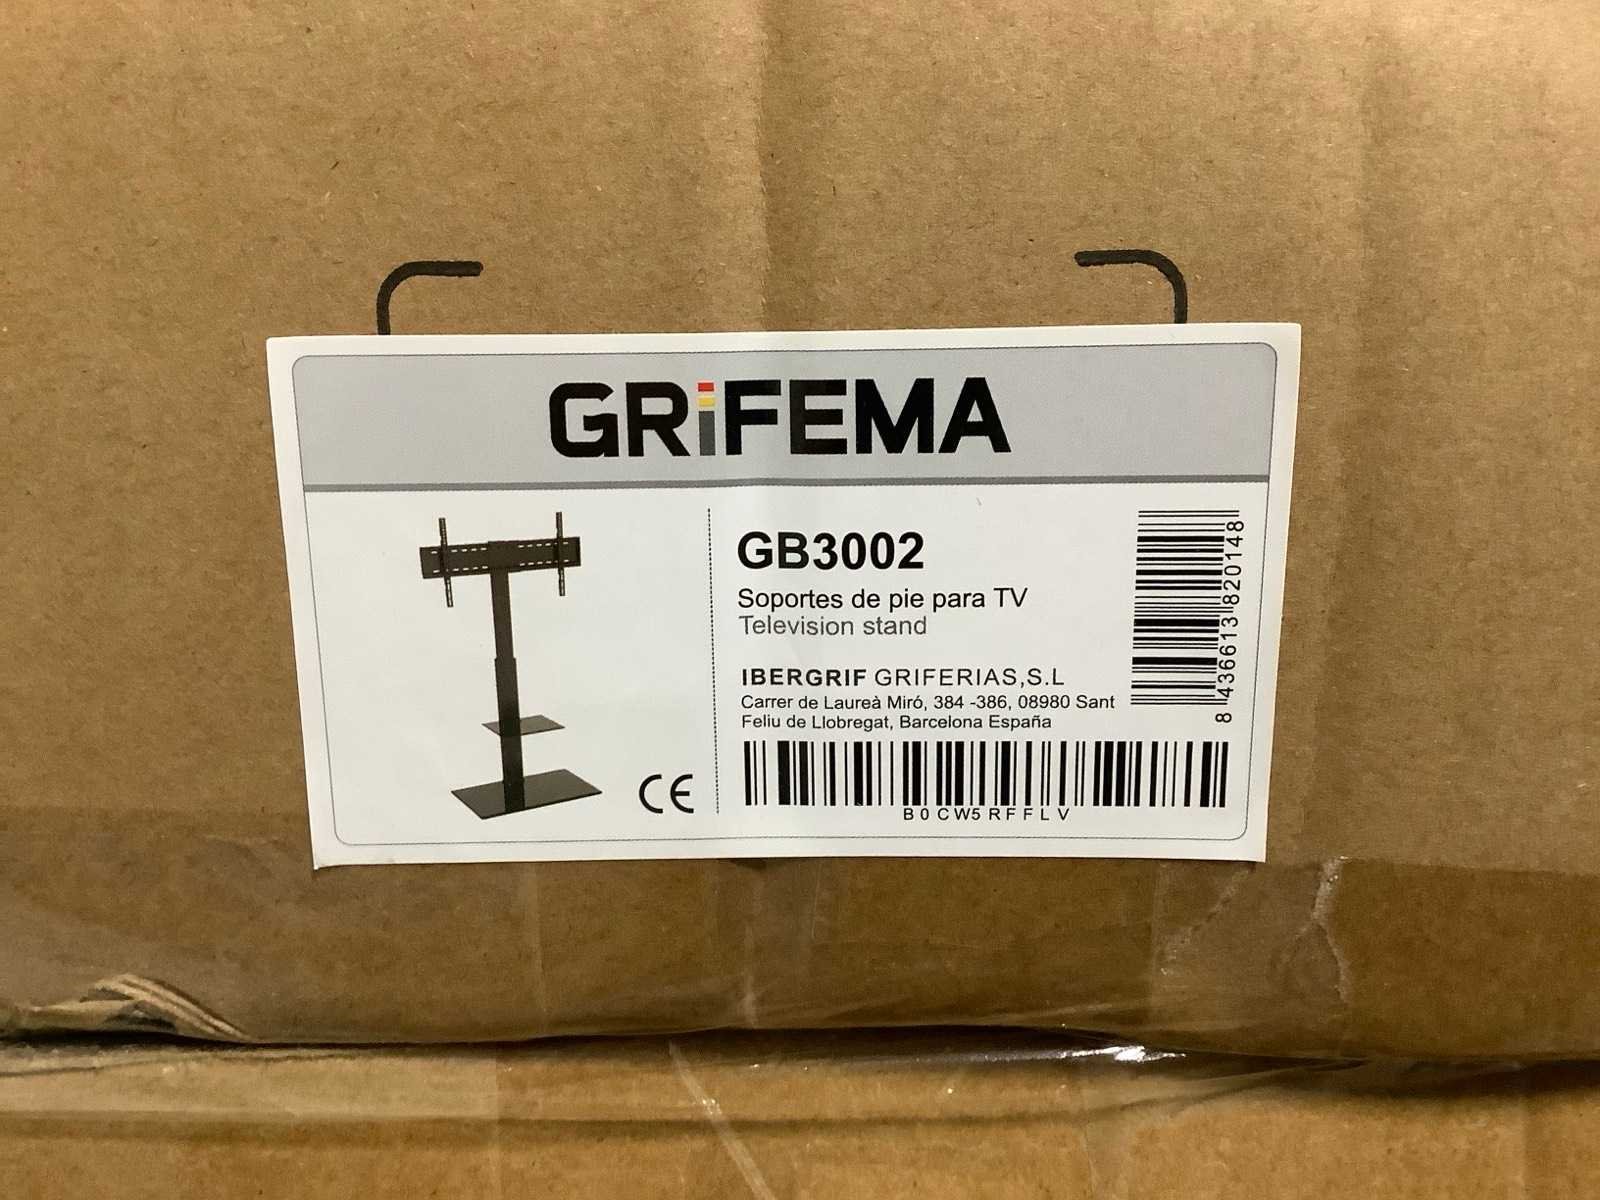 GRiFEMA
GB3002
Soportes de pie para TV
Television stand
IBERGRIF GRIFERIAS,S.L
Carrer de Laureà Miró, 384 -386, 08980 Sant
Feliu de Llobregat, Barcelona España
CE
B0CW5RFFLV
8 436613 820148